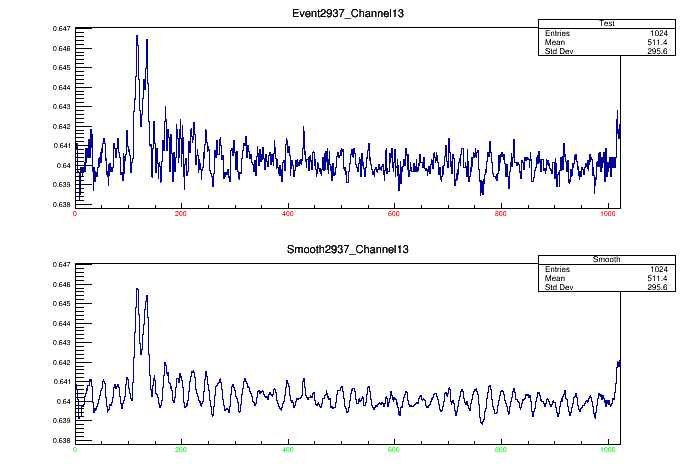 Event2937_Channel13
Test
Entries 1024
Mean 511.4
Std Dev 295.6
0.647
0.646
0.645
0.644
0.643
0.642
0.641
0.64
0.639
0.638
0 200 400 600 800 1000
Smooth2937_Channel13
Smooth
Entries 1024
Mean 511.4
Std Dev 295.6
0.647
0.646
0.645
0.644
0.643
0.642
0.641
0.64
0.639
0.638
0 200 400 600 800 1000